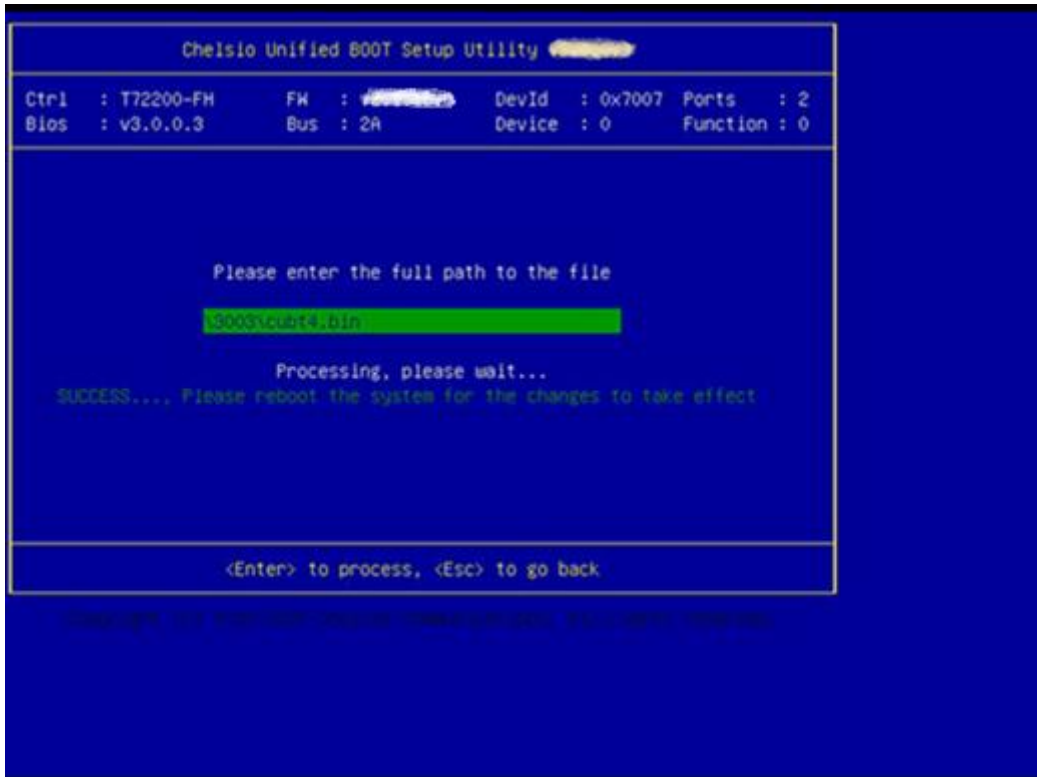 Chelsio Unified BOOT Setup Utility
Ctrl : T72200-FH FW : DevId : 0x7007 Ports : 2
Bios : v3.0.0.3 Bus : 2A Device : 0 Function : 0
Please enter the full path to the file
\3003\cubt4.bin
Processing, please wait...
SUCCESS..., Please reboot the system for the changes to take effect
<Enter> to process, <Esc> to go back